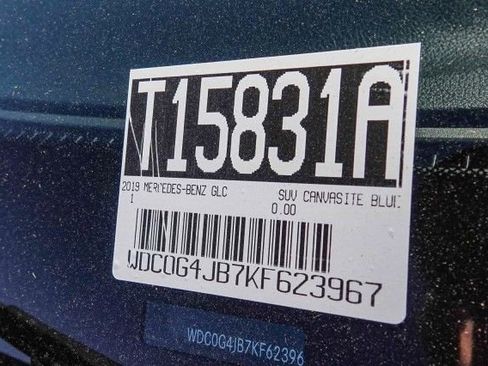 T15831A
2019 MERCEDES-BENZ GLC SUV CANVASITE BLUE
1 0.00
WDC0G4JB7KF623967
WDC0G4JB7KF62396